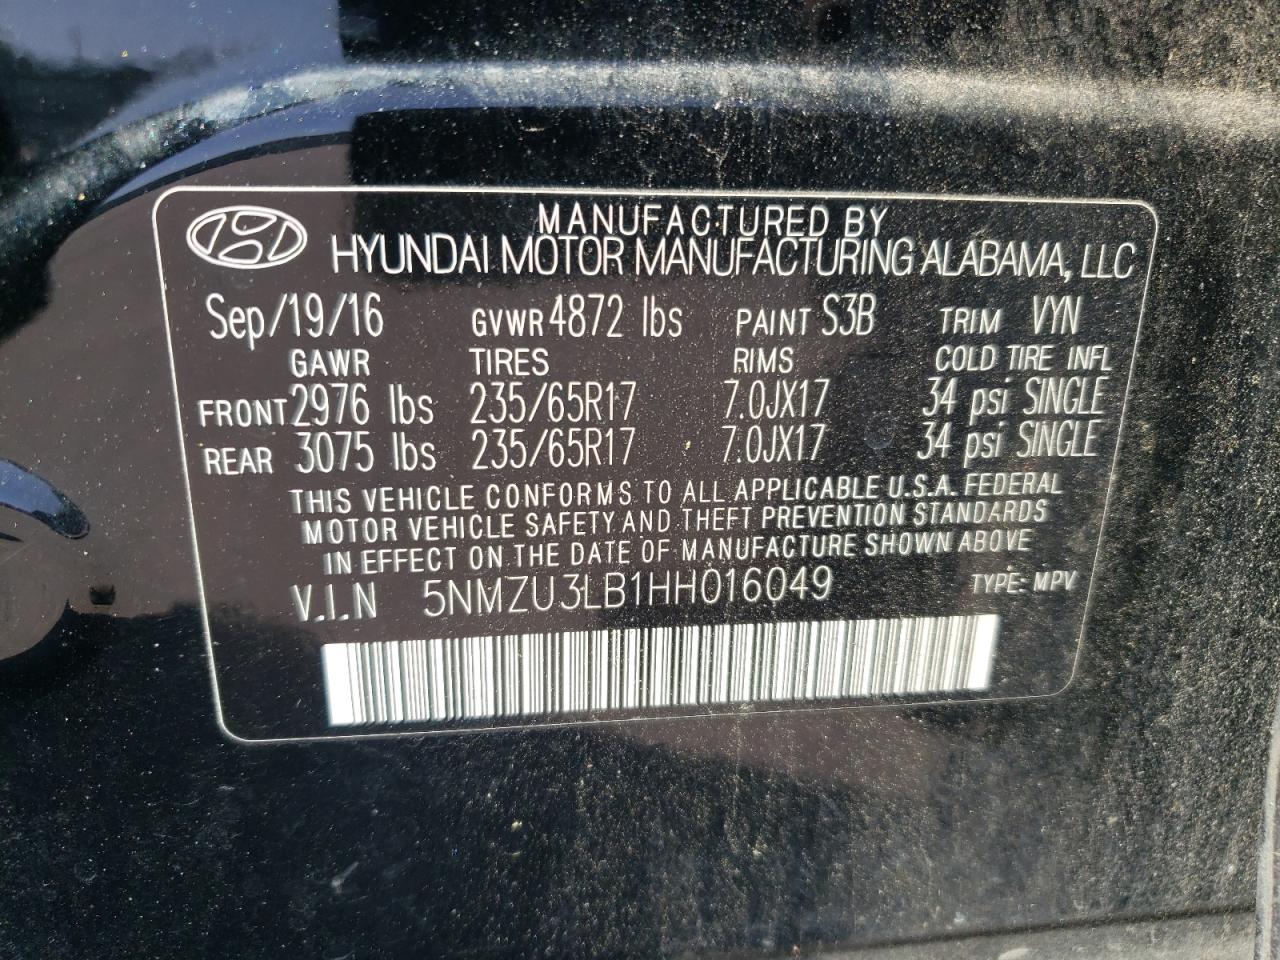 MANUFACTURED BY
HYUNDAI MOTOR MANUFACTURING ALABAMA, LLC
Sep/19/16 GVWR 4872 lbs PAINT S3B TRIM VYN
GAWR TIRES RIMS COLD TIRE INFL
FRONT 2976 lbs 235/65R17 7.0JX17 34 psi SINGLE
REAR 3075 lbs 235/65R17 7.0JX17 34 psi SINGLE
THIS VEHICLE CONFORMS TO ALL APPLICABLE U.S.A. FEDERAL
MOTOR VEHICLE SAFETY AND THEFT PREVENTION STANDARDS
IN EFFECT ON THE DATE OF MANUFACTURE SHOWN ABOVE
V.I.N 5NMZU3LB1HH016049 TYPE: MPV